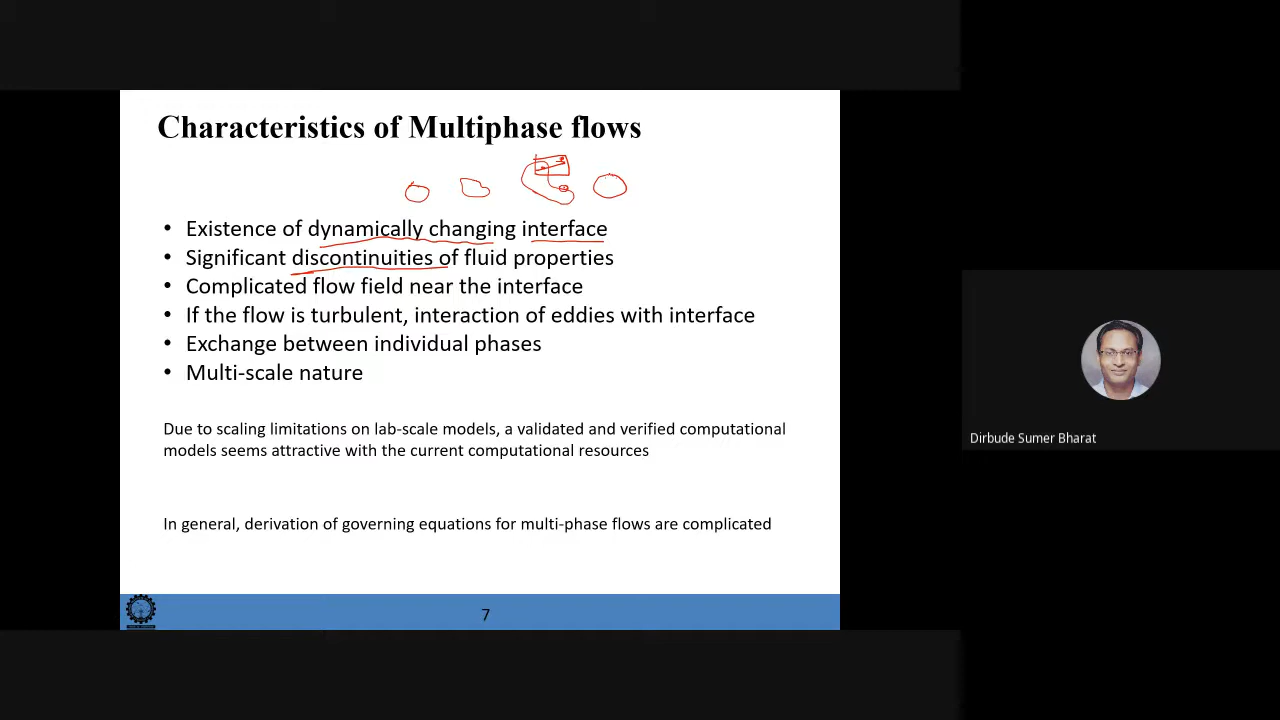 Characteristics of Multiphase flows
• Existence of dynamically changing interface
• Significant discontinuities of fluid properties
• Complicated flow field near the interface
• If the flow is turbulent, interaction of eddies with interface
• Exchange between individual phases
• Multi-scale nature
Due to scaling limitations on lab-scale models, a validated and verified computational
models seems attractive with the current computational resources
In general, derivation of governing equations for multi-phase flows are complicated
7
Dirbude Sumer Bharat